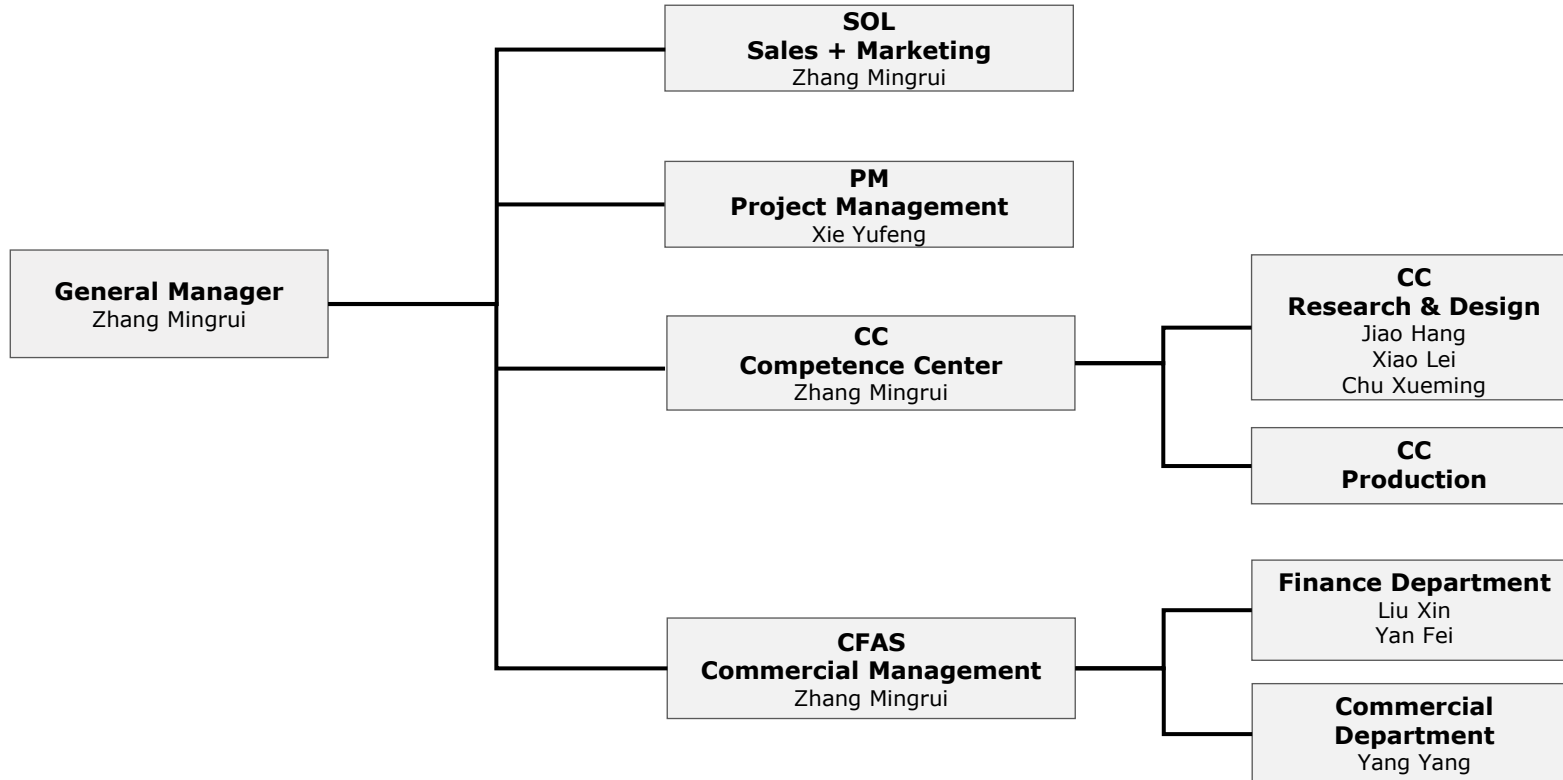 SOL
Sales + Marketing
Zhang Mingrui
PM
Project Management
Xie Yufeng
General Manager
Zhang Mingrui
CC
Competence Center
Zhang Mingrui
CC
Research & Design
Jiao Hang
Xiao Lei
Chu Xueming
CC
Production
CFAS
Commercial Management
Zhang Mingrui
Finance Department
Liu Xin
Yan Fei
Commercial
Department
Yang Yang